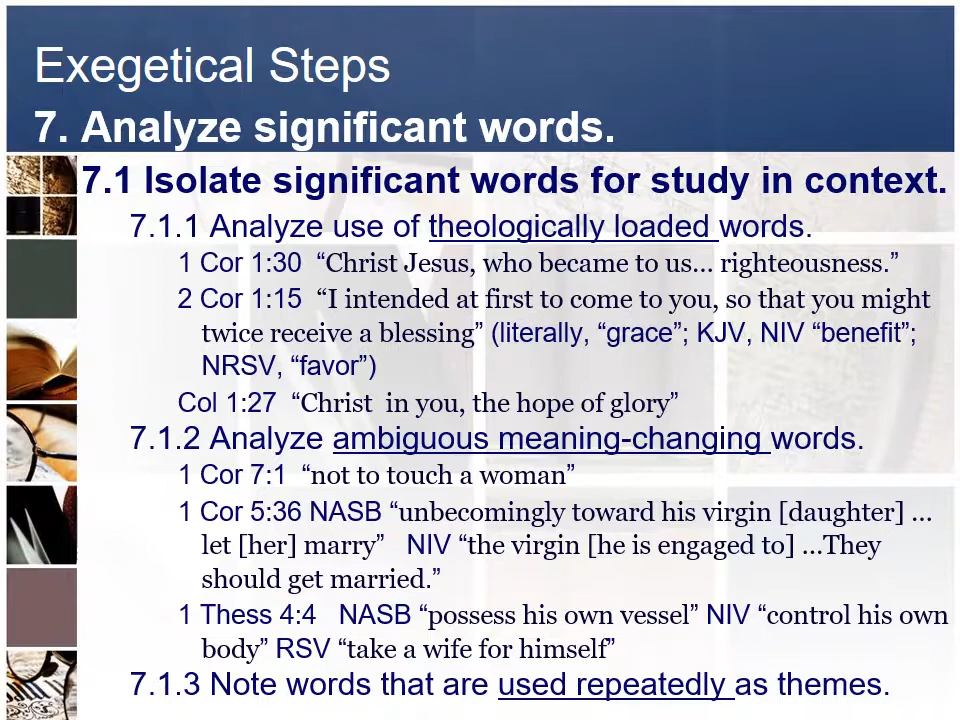 Exegetical Steps
7. Analyze significant words.
7.1 Isolate significant words for study in context.
7.1.1 Analyze use of theologically loaded words.
1 Cor 1:30 “Christ Jesus, who became to us... righteousness.”
2 Cor 1:15 “I intended at first to come to you, so that you might
twice receive a blessing” (literally, “grace”; KJV, NIV “benefit”;
NRSV, “favor”)
Col 1:27 “Christ in you, the hope of glory”
7.1.2 Analyze ambiguous meaning-changing words.
1 Cor 7:1 “not to touch a woman”
1 Cor 5:36 NASB “unbecomingly toward his virgin [daughter] ...
let [her] marry” NIV “the virgin [he is engaged to] ...They
should get married.”
1 Thess 4:4 NASB “possess his own vessel” NIV “control his own
body” RSV “take a wife for himself”
7.1.3 Note words that are used repeatedly as themes.